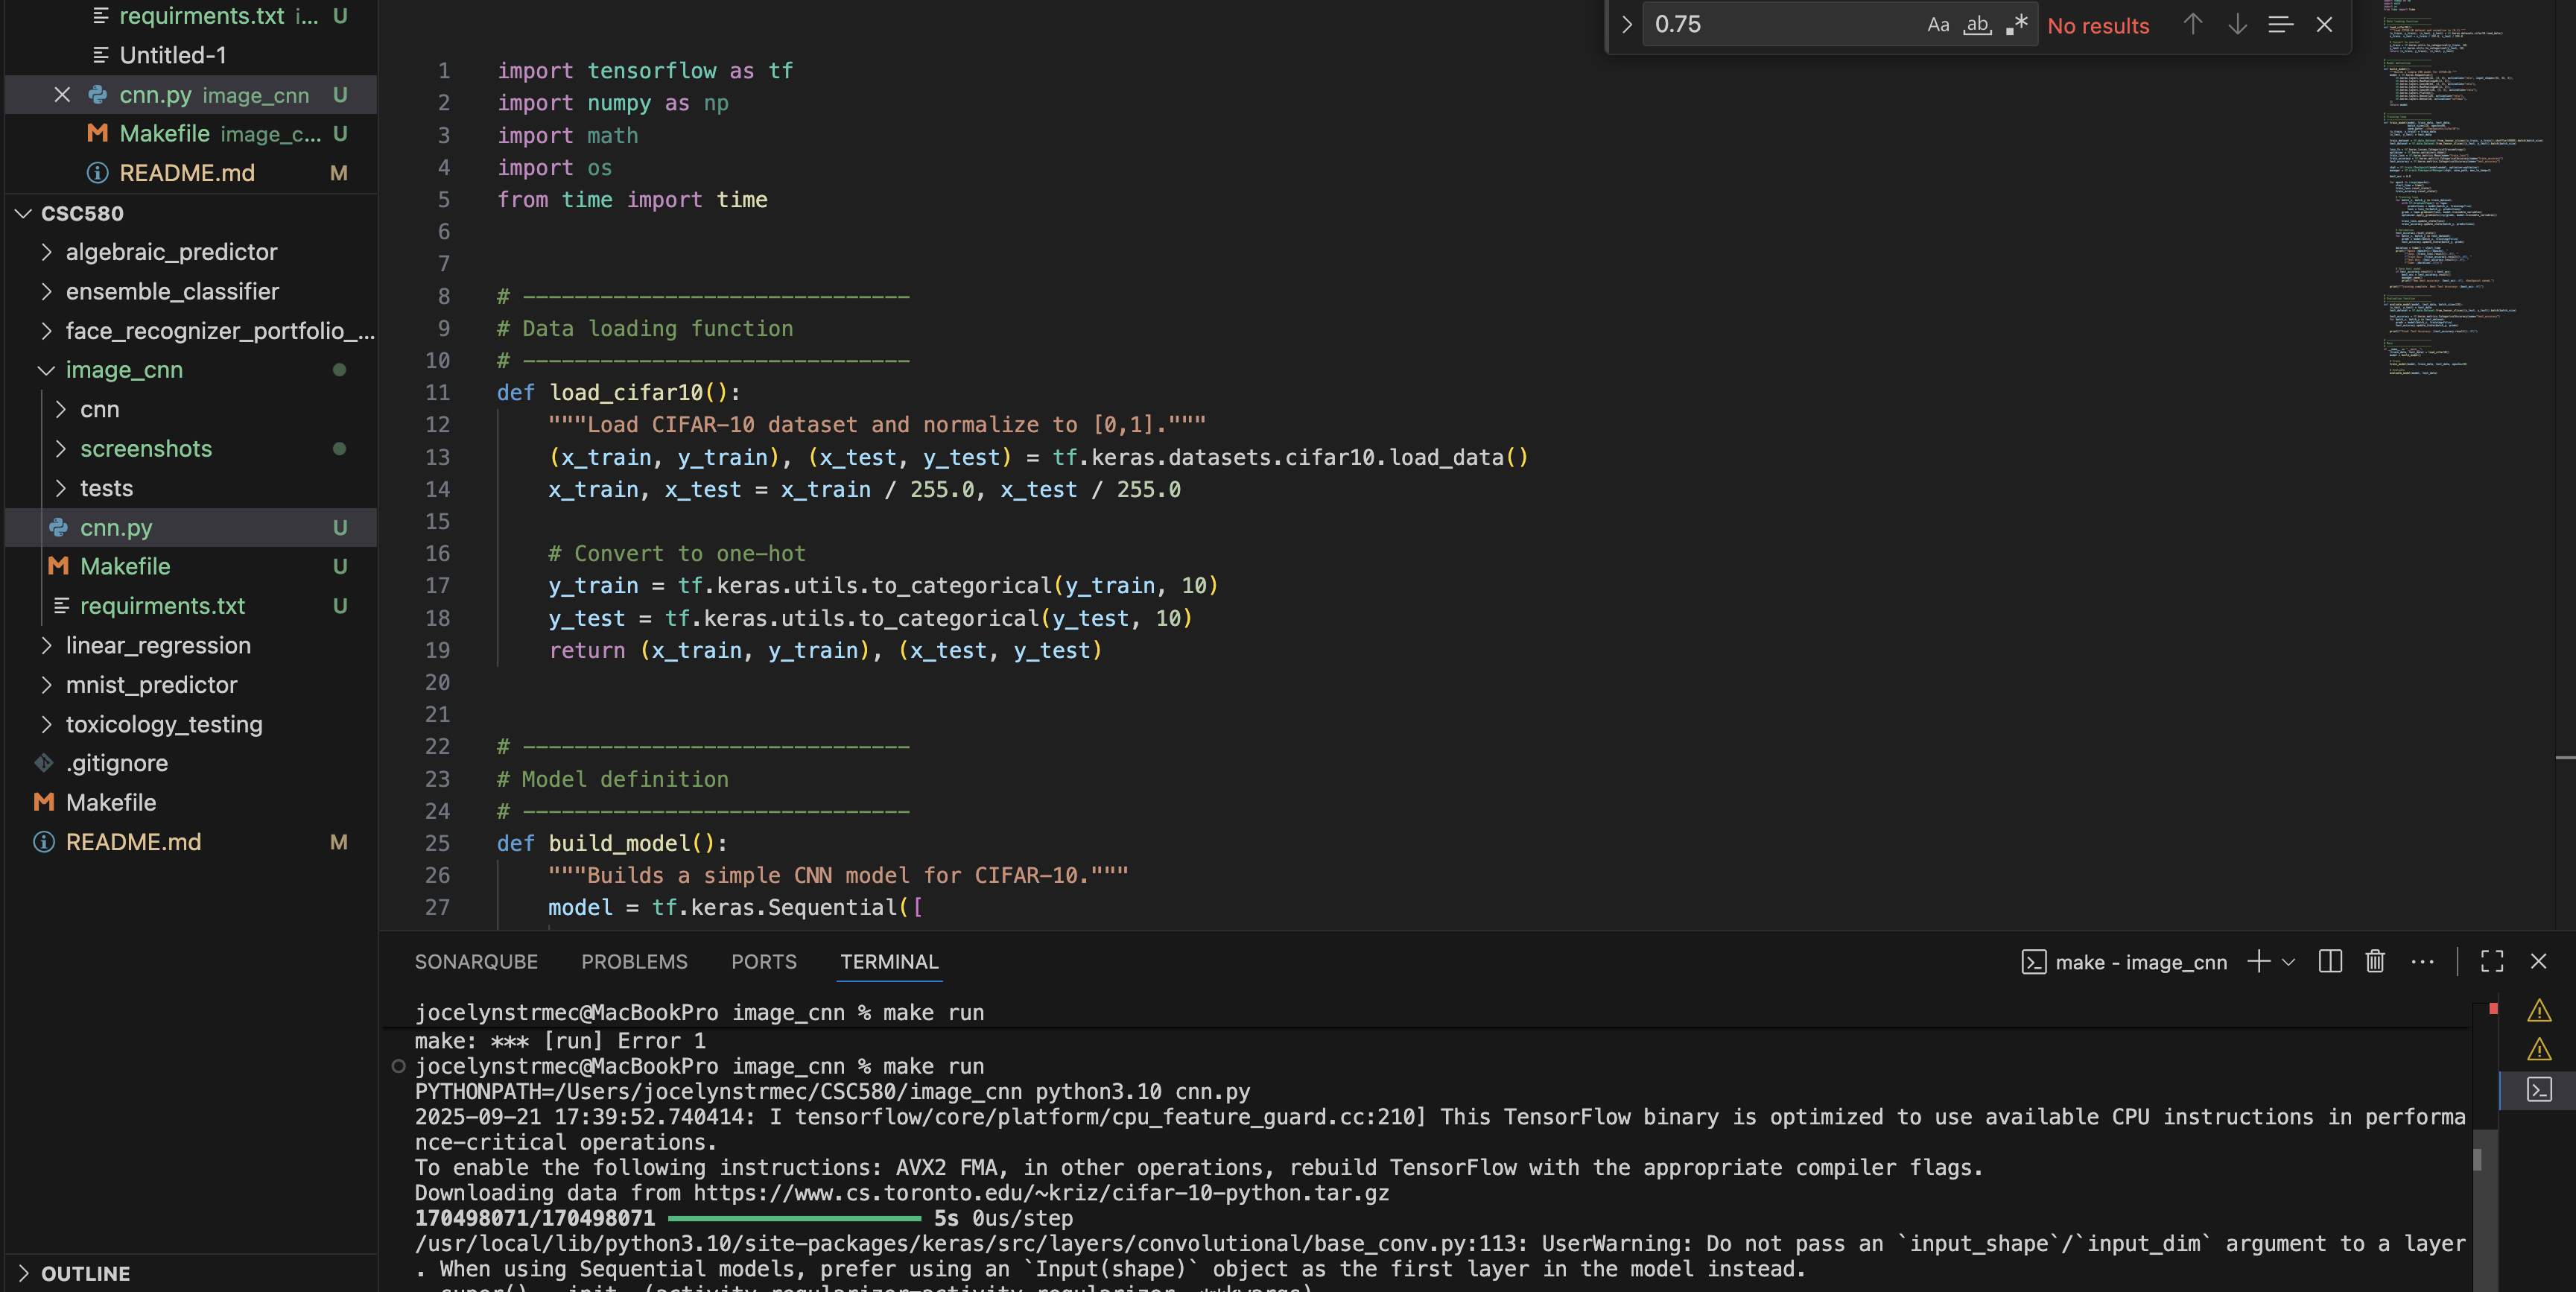 requirments.txt i... U
Untitled-1
cnn.py image_cnn U
Makefile image_c... U
README.md M
CSC580
algebraic_predictor
ensemble_classifier
face_recognizer_portfolio_...
image_cnn
cnn
screenshots
tests
cnn.py U
Makefile U
requirments.txt U
linear_regression
mnist_predictor
toxicology_testing
.gitignore
Makefile
README.md M
OUTLINE
0.75 Aa ab .* No results
1 import tensorflow as tf
2 import numpy as np
3 import math
4 import os
5 from time import time
6
7
8 # ------------------------------
9 # Data loading function
10 # ------------------------------
11 def load_cifar10():
12 """Load CIFAR-10 dataset and normalize to [0,1]."""
13 (x_train, y_train), (x_test, y_test) = tf.keras.datasets.cifar10.load_data()
14 x_train, x_test = x_train / 255.0, x_test / 255.0
15
16 # Convert to one-hot
17 y_train = tf.keras.utils.to_categorical(y_train, 10)
18 y_test = tf.keras.utils.to_categorical(y_test, 10)
19 return (x_train, y_train), (x_test, y_test)
20
21
22 # ------------------------------
23 # Model definition
24 # ------------------------------
25 def build_model():
26 """Builds a simple CNN model for CIFAR-10."""
27 model = tf.keras.Sequential([
SONARQUBE PROBLEMS PORTS TERMINAL make - image_cnn
jocelynstrmec@MacBookPro image_cnn % make run
make: *** [run] Error 1
jocelynstrmec@MacBookPro image_cnn % make run
PYTHONPATH=/Users/jocelynstrmec/CSC580/image_cnn python3.10 cnn.py
2025-09-21 17:39:52.740414: I tensorflow/core/platform/cpu_feature_guard.cc:210] This TensorFlow binary is optimized to use available CPU instructions in performa
nce-critical operations.
To enable the following instructions: AVX2 FMA, in other operations, rebuild TensorFlow with the appropriate compiler flags.
Downloading data from https://www.cs.toronto.edu/~kriz/cifar-10-python.tar.gz
170498071/170498071 5s 0us/step
/usr/local/lib/python3.10/site-packages/keras/src/layers/convolutional/base_conv.py:113: UserWarning: Do not pass an `input_shape`/`input_dim` argument to a layer
. When using Sequential models, prefer using an `Input(shape)` object as the first layer in the model instead.